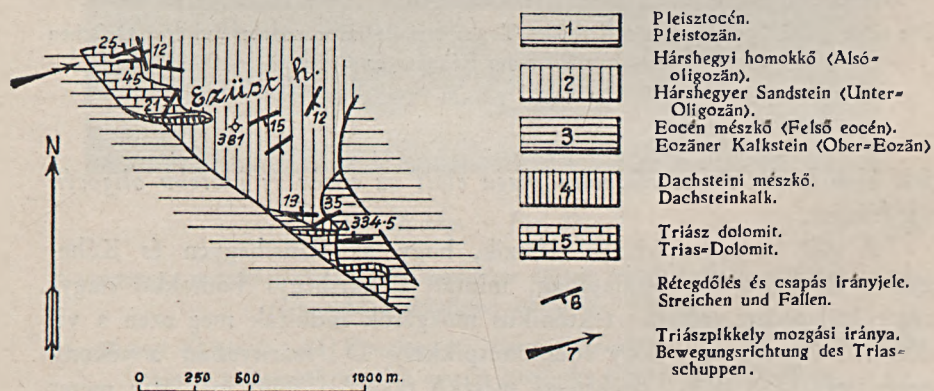 25
12
45
21
Ezüst h.
381
15
12
19
35
334·5
N
0 250 500 1000 m.
1
Pleisztocén.
Pleistozän.
2
Hárshegyi homokkő (Alsó=
oligozän).
Hárshegyer Sandstein (Unter=
Oligozän).
3
Eocén mészkő (Felső eocén).
Eozäner Kalkstein (Ober=Eozän)
4
Dachsteini mészkő.
Dachsteinkalk.
5
Triász dolomit.
Trias=Dolomit.
6
Rétegdőlés és csapás irányjele.
Streichen und Fallen.
7
Triászpikkely mozgási iránya.
Bewegungsrichtung des Trias=
schuppen.